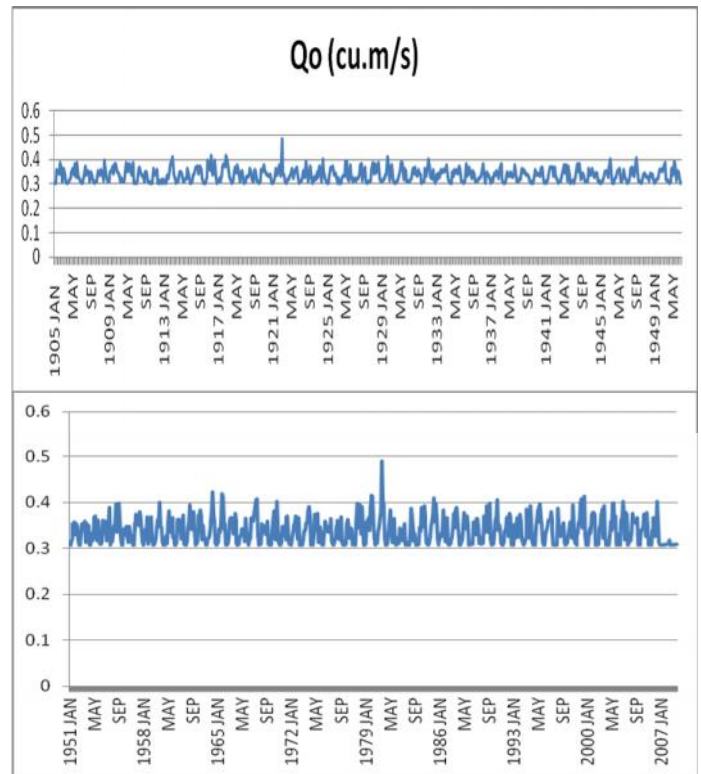 Qo (cu.m/s)
0.6
0.5
0.4
0.3
0.2
0.1
0
1905 JAN
MAY
SEP
1909 JAN
MAY
SEP
1913 JAN
MAY
SEP
1917 JAN
MAY
SEP
1921 JAN
MAY
SEP
1925 JAN
MAY
SEP
1929 JAN
MAY
SEP
1933 JAN
MAY
SEP
1937 JAN
MAY
SEP
1941 JAN
MAY
SEP
1945 JAN
MAY
SEP
1949 JAN
MAY
0.6
0.5
0.4
0.3
0.2
0.1
0
1951 JAN
MAY
SEP
1958 JAN
MAY
SEP
1965 JAN
MAY
SEP
1972 JAN
MAY
SEP
1979 JAN
MAY
SEP
1986 JAN
MAY
SEP
1993 JAN
MAY
SEP
2000 JAN
MAY
SEP
2007 JAN
MAY